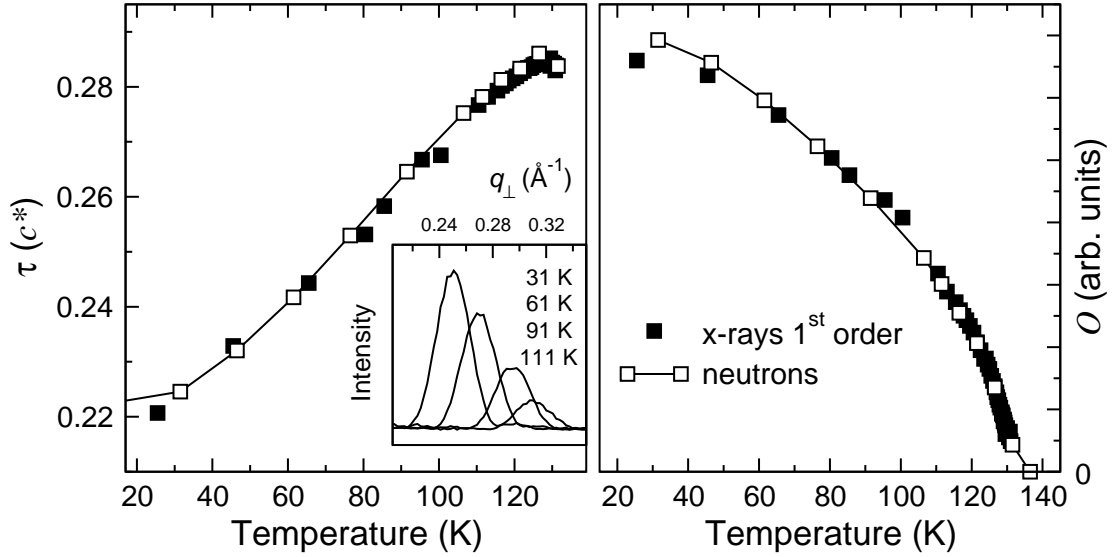 τ (c*)
0.28
0.26
0.24
0.22
20 40 60 80 100 120
Temperature (K)
q⊥ (Å⁻¹)
0.24 0.28 0.32
Intensity
31 K
61 K
91 K
111 K
x-rays 1ˢᵗ order
neutrons
O (arb. units)
0
20 40 60 80 100 120 140
Temperature (K)